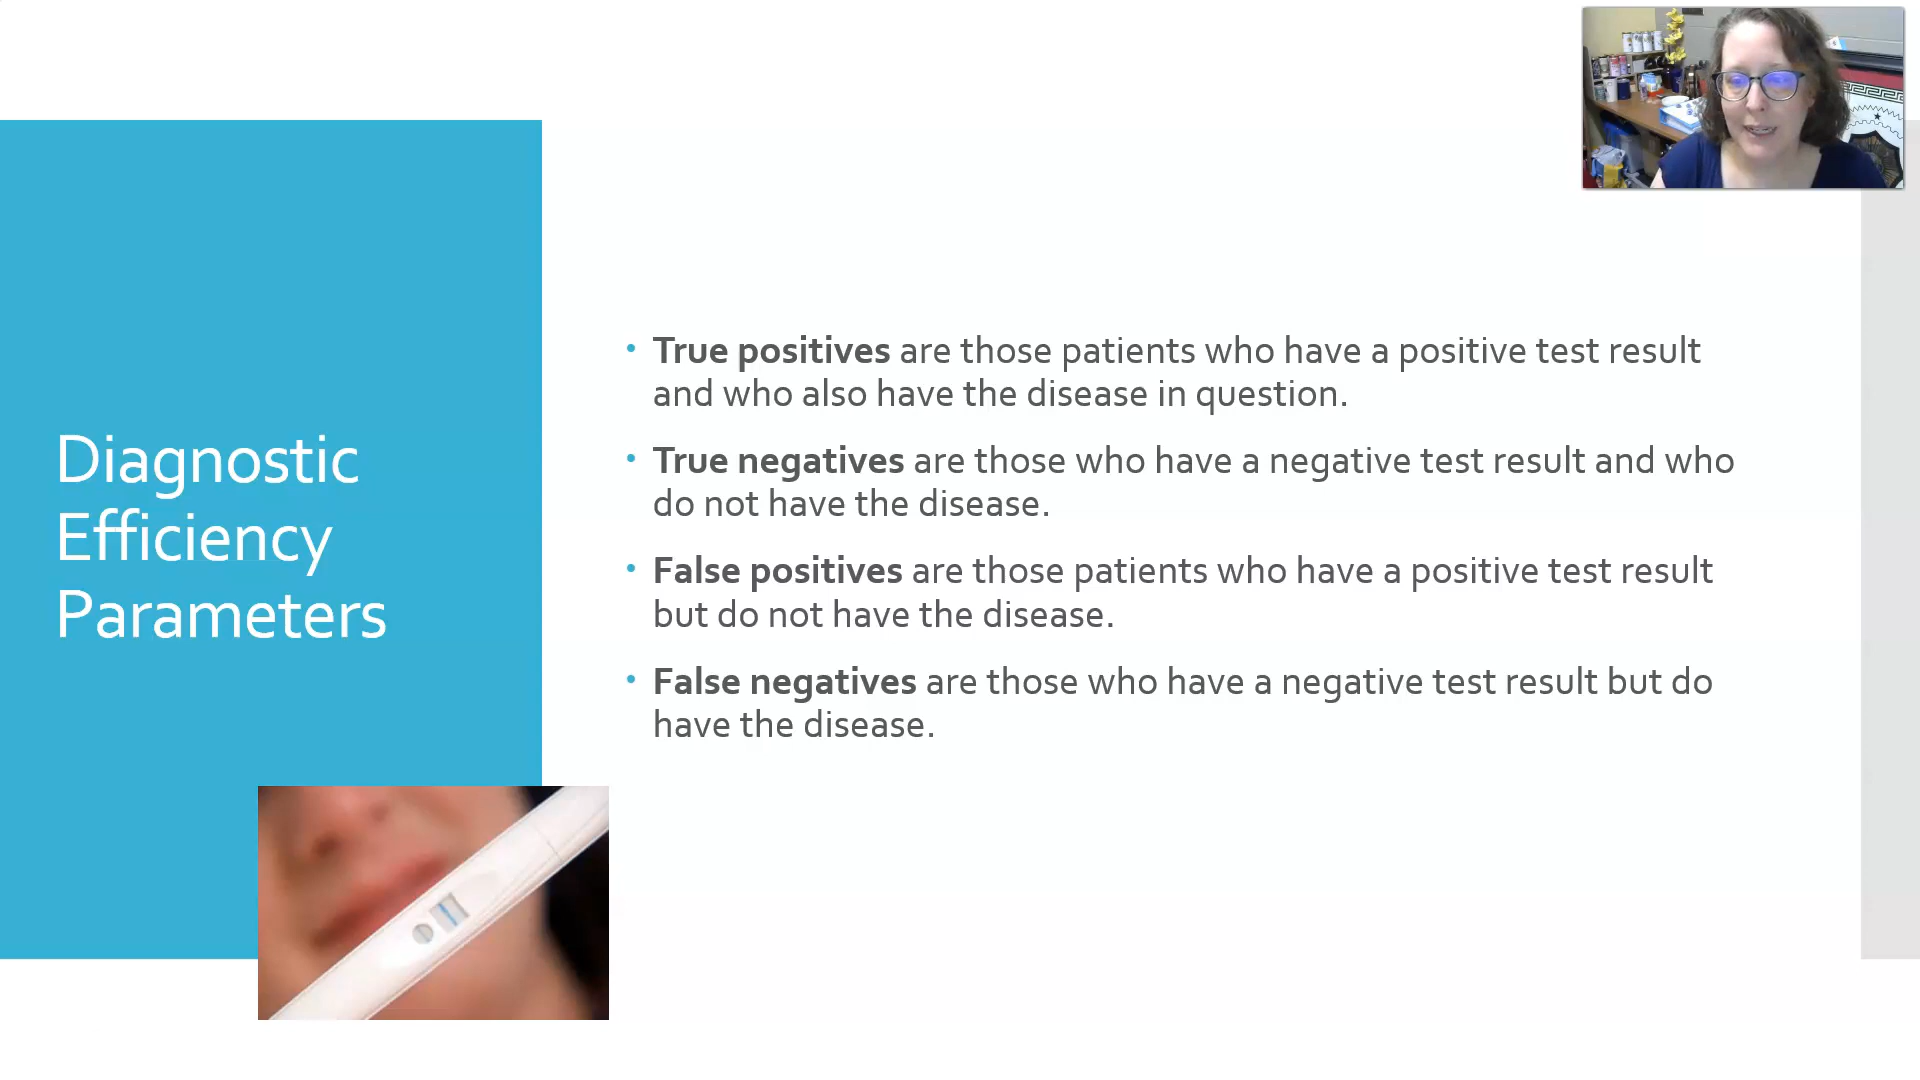 Diagnostic
Efficiency
Parameters
• True positives are those patients who have a positive test result
and who also have the disease in question.
• True negatives are those who have a negative test result and who
do not have the disease.
• False positives are those patients who have a positive test result
but do not have the disease.
• False negatives are those who have a negative test result but do
have the disease.